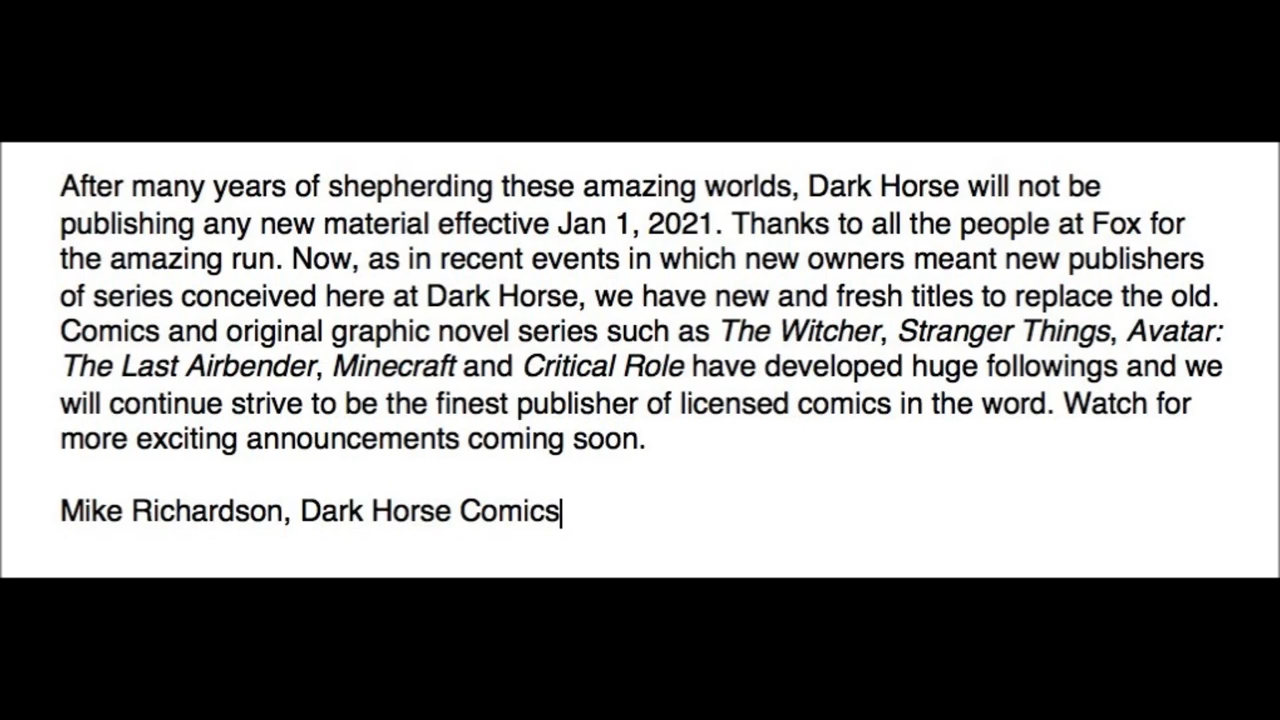 After many years of shepherding these amazing worlds, Dark Horse will not be
publishing any new material effective Jan 1, 2021. Thanks to all the people at Fox for
the amazing run. Now, as in recent events in which new owners meant new publishers
of series conceived here at Dark Horse, we have new and fresh titles to replace the old.
Comics and original graphic novel series such as The Witcher, Stranger Things, Avatar:
The Last Airbender, Minecraft and Critical Role have developed huge followings and we
will continue strive to be the finest publisher of licensed comics in the word. Watch for
more exciting announcements coming soon.
Mike Richardson, Dark Horse Comics